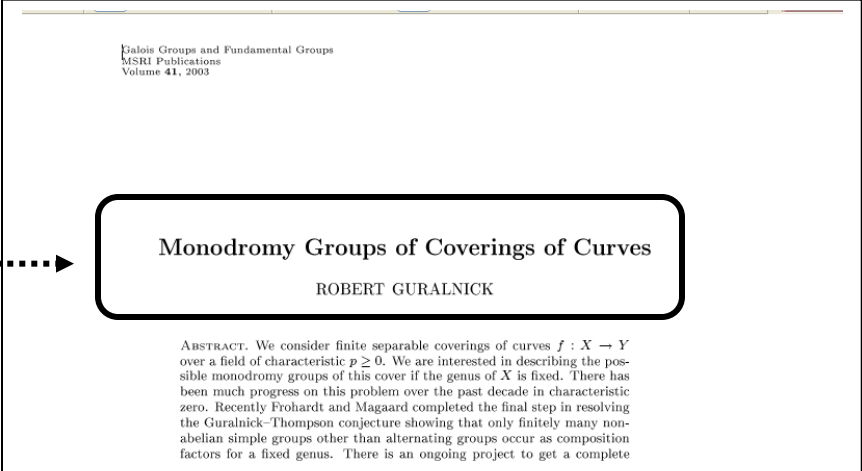 Galois Groups and Fundamental Groups
MSRI Publications
Volume 41, 2003
Monodromy Groups of Coverings of Curves
ROBERT GURALNICK
ABSTRACT. We consider finite separable coverings of curves f : X → Y
over a field of characteristic p ≥ 0. We are interested in describing the pos-
sible monodromy groups of this cover if the genus of X is fixed. There has
been much progress on this problem over the past decade in characteristic
zero. Recently Frohardt and Magaard completed the final step in resolving
the Guralnick–Thompson conjecture showing that only finitely many non-
abelian simple groups other than alternating groups occur as composition
factors for a fixed genus. There is an ongoing project to get a complete